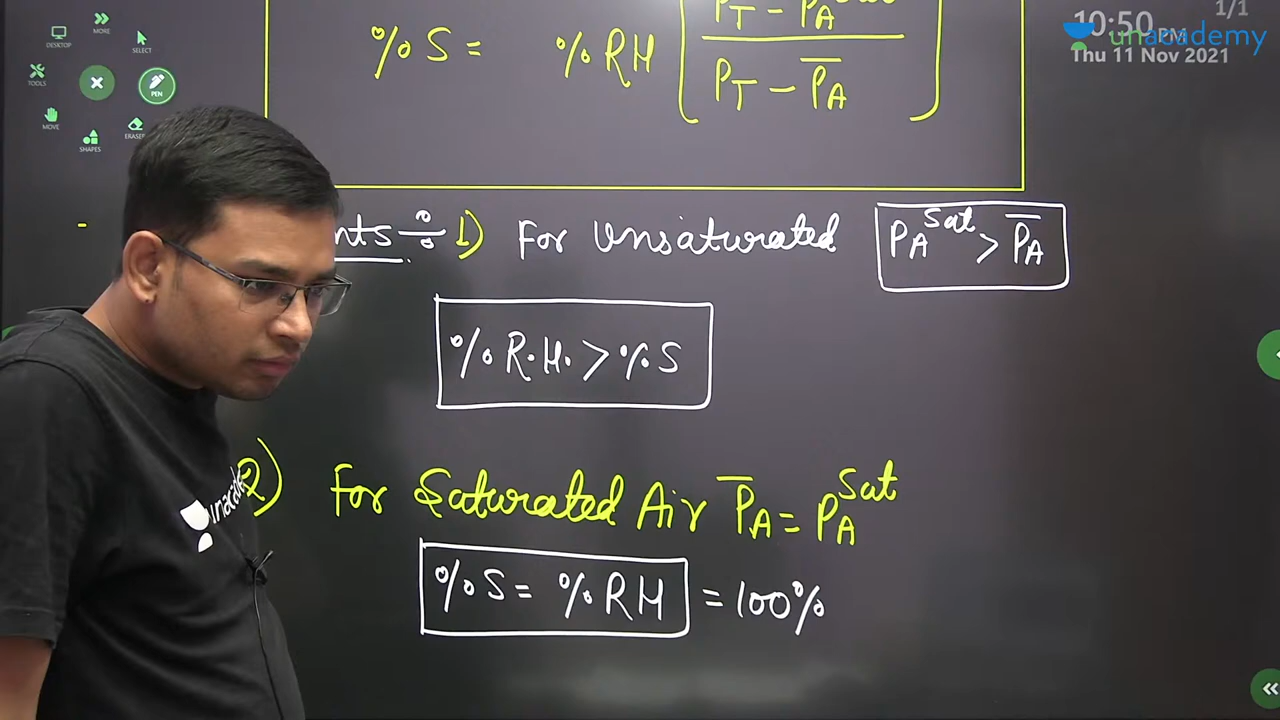 DESKTOP
MORE
SELECT
TOOLS
PEN
MOVE
ERASER
SHAPES
10:50 PM
1/1
unacademy
Thu 11 Nov 2021
%S = %RH [ (P_T - P_A^Sat) / (P_T - P̅_A) ]
nts ÷ 1) For Unsaturated P_A^Sat > P̅_A
%R.H. > %S
2) For Saturated Air P̅_A = P_A^Sat
%S = %RH = 100%
unacade